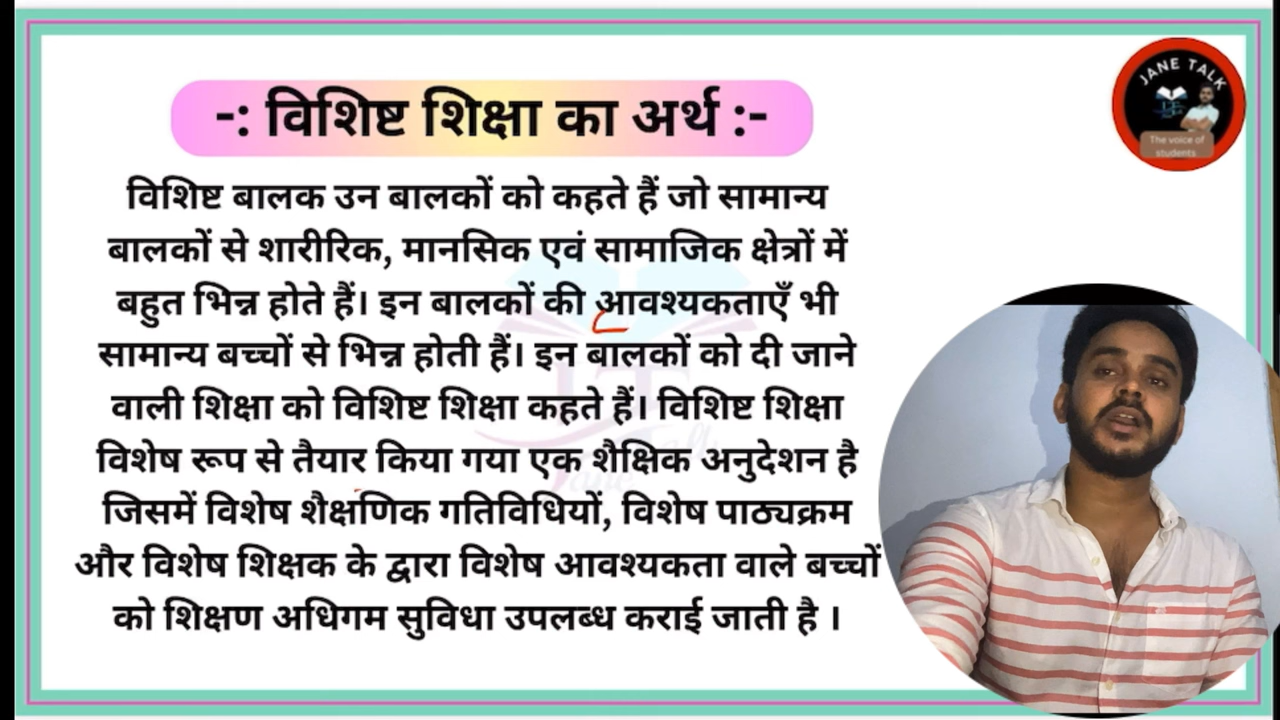 -: विशिष्ट शिक्षा का अर्थ :-
विशिष्ट बालक उन बालकों को कहते हैं जो सामान्य
बालकों से शारीरिक, मानसिक एवं सामाजिक क्षेत्रों में
बहुत भिन्न होते हैं। इन बालकों की आवश्यकताएँ भी
सामान्य बच्चों से भिन्न होती हैं। इन बालकों को दी जाने
वाली शिक्षा को विशिष्ट शिक्षा कहते हैं। विशिष्ट शिक्षा
विशेष रूप से तैयार किया गया एक शैक्षिक अनुदेशन है
जिसमें विशेष शैक्षणिक गतिविधियों, विशेष पाठ्यक्रम
और विशेष शिक्षक के द्वारा विशेष आवश्यकता वाले बच्चों
को शिक्षण अधिगम सुविधा उपलब्ध कराई जाती है ।
JANE TALK
The voice of
students